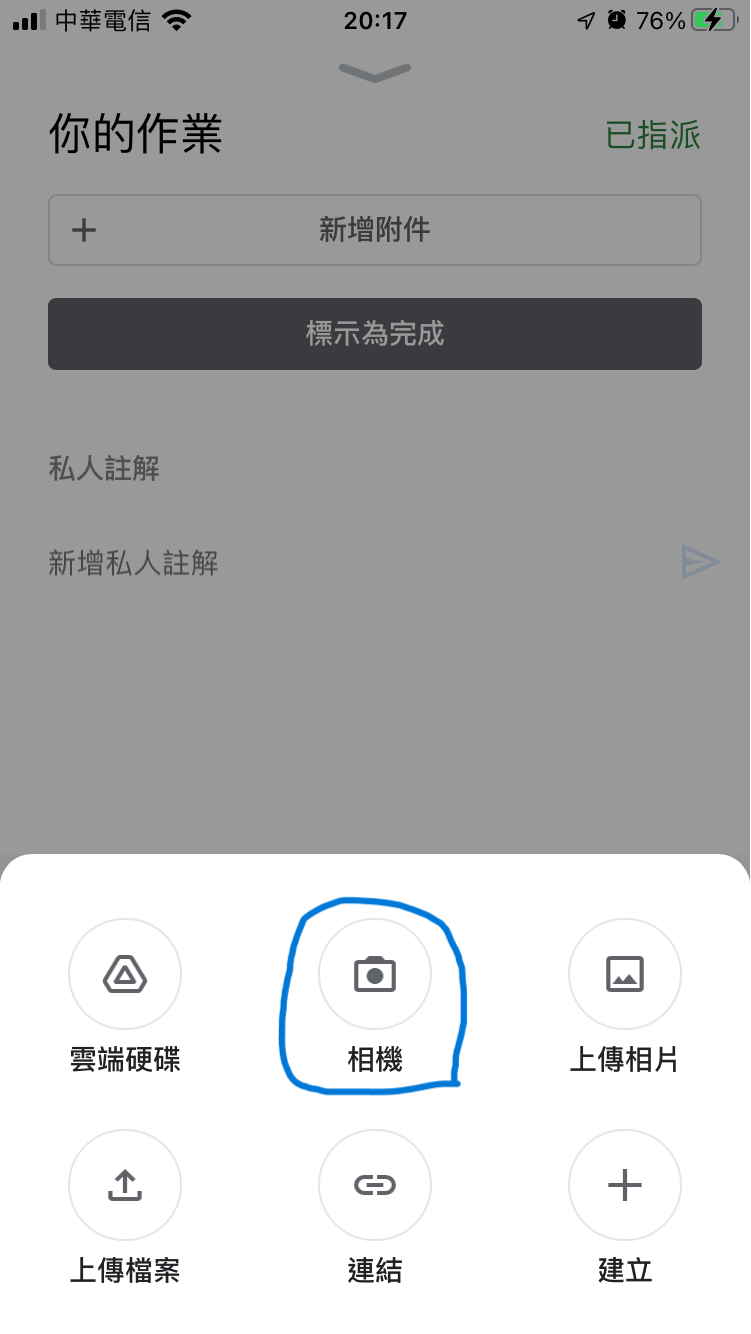 中華電信 20:17 76%
你的作業 已指派
新增附件
標示為完成
私人註解
新增私人註解
雲端硬碟 相機 上傳相片
上傳檔案 連結 建立